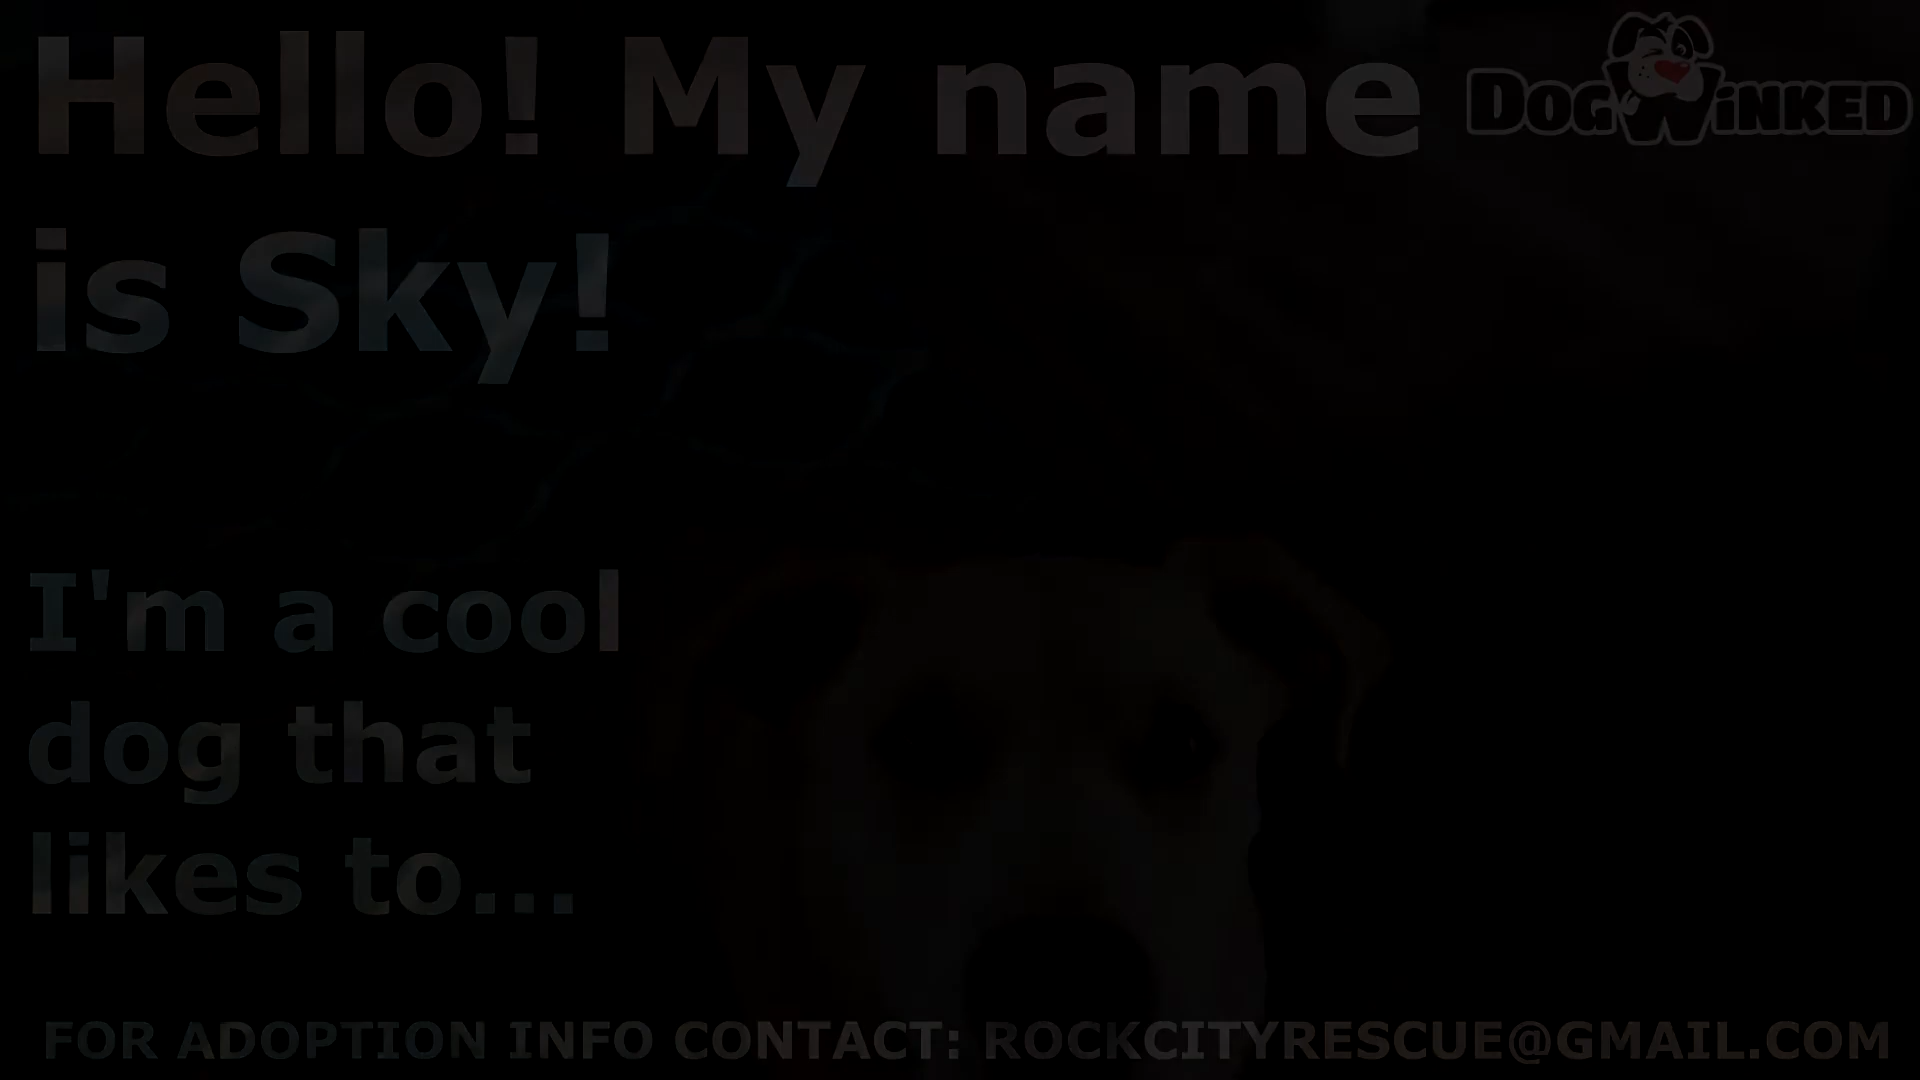 Hello! My name
DOGWINKED
is Sky!
I'm a cool
dog that
likes to...
FOR ADOPTION INFO CONTACT: ROCKCITYRESCUE@GMAIL.COM